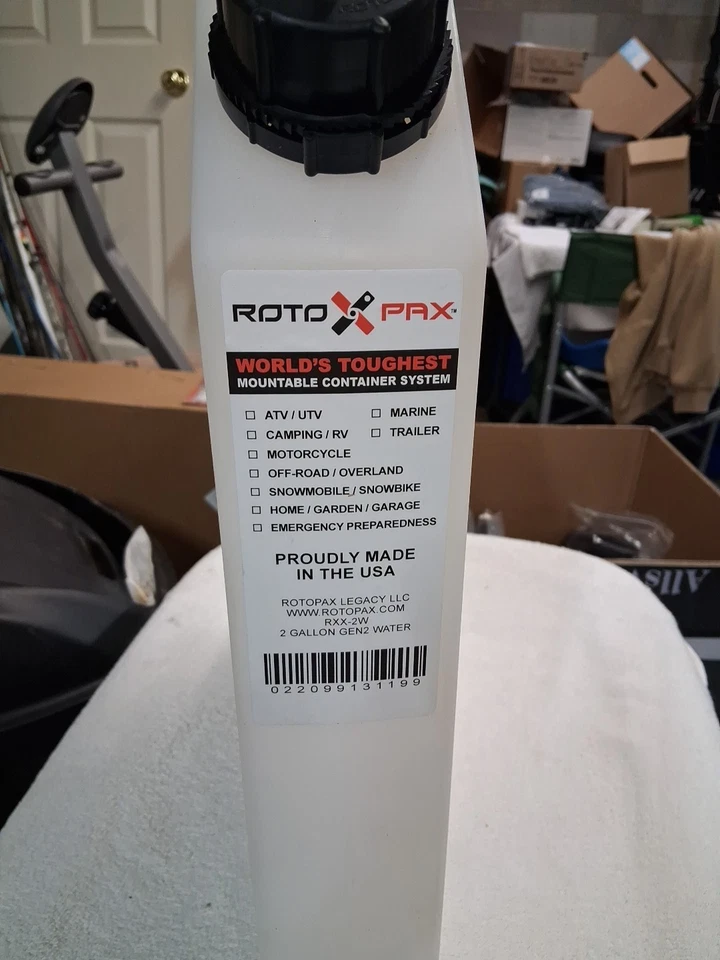 ROTO
ROTO PAX™
WORLD'S TOUGHEST
MOUNTABLE CONTAINER SYSTEM
ATV / UTV
MARINE
CAMPING / RV
TRAILER
MOTORCYCLE
OFF-ROAD / OVERLAND
SNOWMOBILE / SNOWBIKE
HOME / GARDEN / GARAGE
EMERGENCY PREPAREDNESS
PROUDLY MADE
IN THE USA
ROTOPAX LEGACY LLC
WWW.ROTOPAX.COM
RXX-2W
2 GALLON GEN2 WATER
022099131199
Allsw